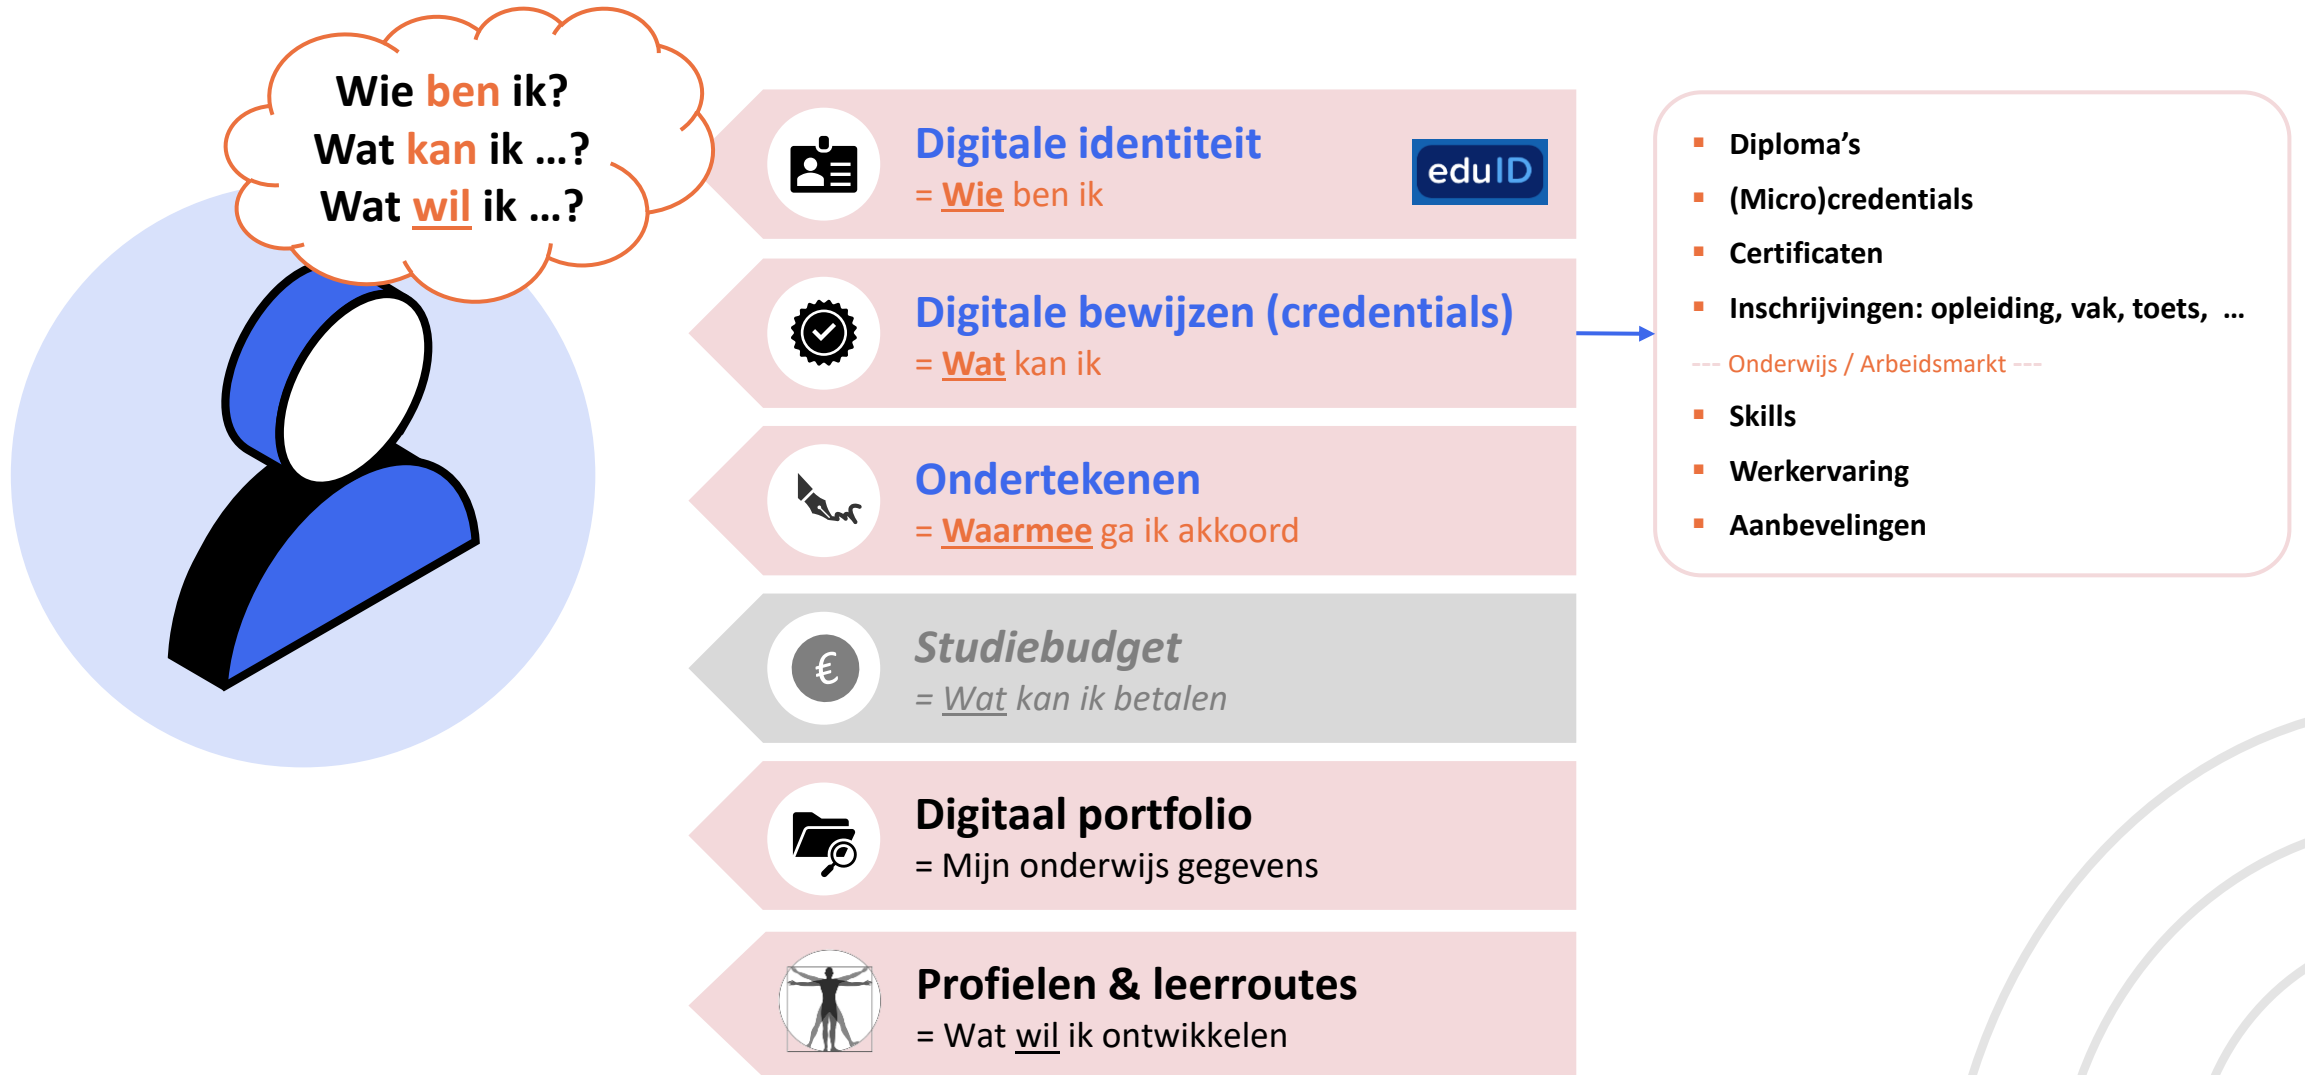 Wie ben ik?
Wat kan ik ...?
Wat wil ik ...?
Digitale identiteit
= Wie ben ik
eduID
Digitale bewijzen (credentials)
= Wat kan ik
Ondertekenen
= Waarmee ga ik akkoord
€
Studiebudget
= Wat kan ik betalen
Digitaal portfolio
= Mijn onderwijs gegevens
Profielen & leerroutes
= Wat wil ik ontwikkelen
▪ Diploma’s
▪ (Micro)credentials
▪ Certificaten
▪ Inschrijvingen: opleiding, vak, toets, ...
--- Onderwijs / Arbeidsmarkt ---
▪ Skills
▪ Werkervaring
▪ Aanbevelingen